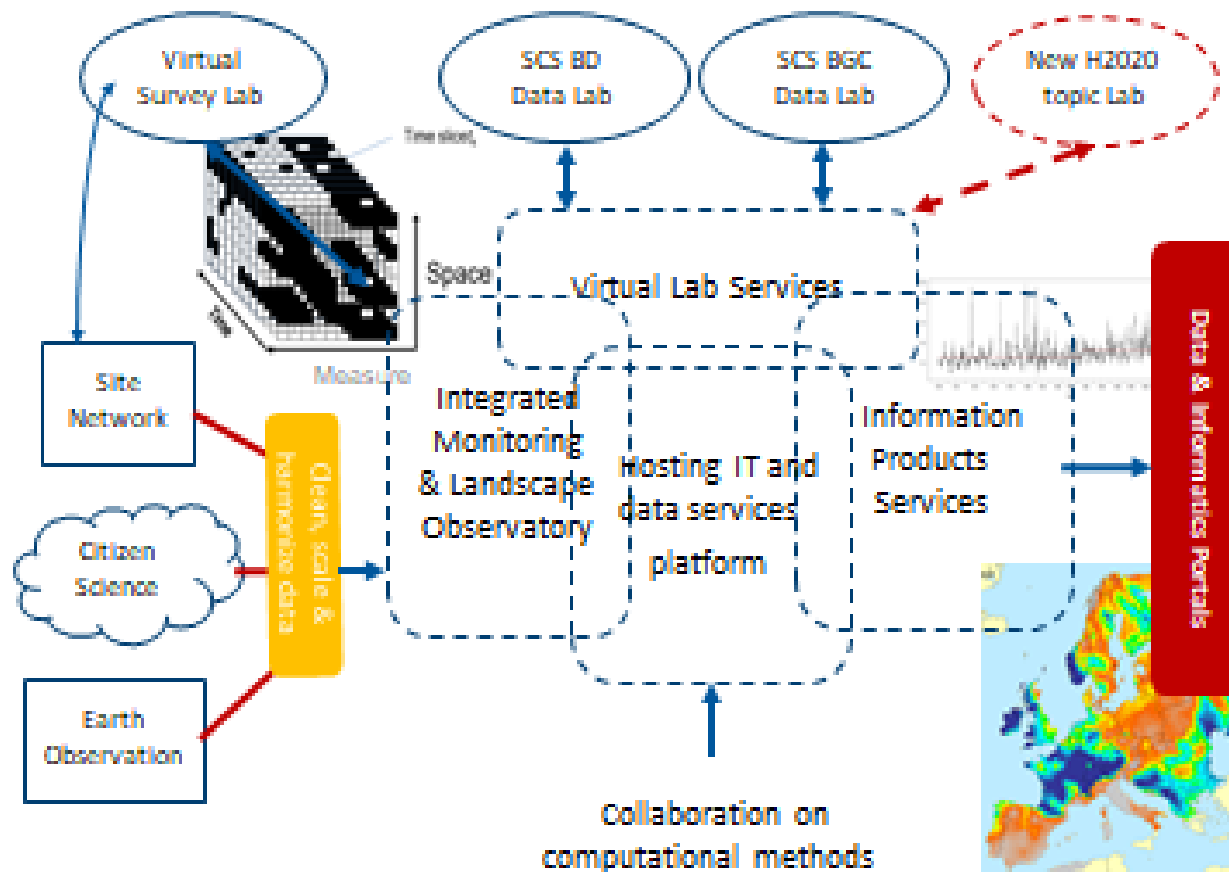 Virtual
Survey Lab
SCS BD
Data Lab
SCS BGC
Data Lab
New H2020
topic Lab
Time
Space
Time
Measure
Virtual Lab Services
Site
Network
Citizen
Science
Earth
Observation
Clean, scale &
harmonize data
Integrated
Monitoring
& Landscape
Observatory
Hosting IT and
data services
platform
Information
Products
Services
Data & Informatics Portals
Collaboration on
computational methods